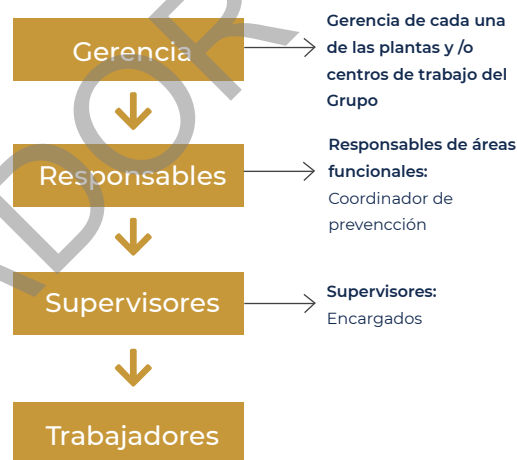 Gerencia
Gerencia de cada una
de las plantas y /o
centros de trabajo del
Grupo
Responsables
Responsables de áreas
funcionales:
Coordinador de
prevencción
Supervisores
Supervisores:
Encargados
Trabajadores